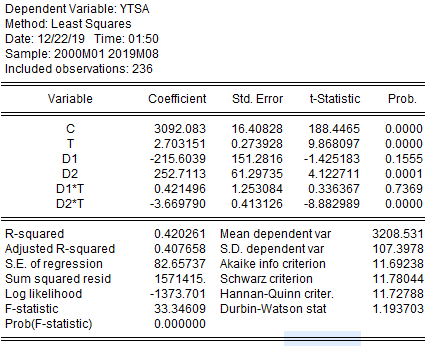 Dependent Variable: YTSA
Method: Least Squares
Date: 12/22/19 Time: 01:50
Sample: 2000M01 2019M08
Included observations: 236
Variable Coefficient Std. Error t-Statistic Prob.
C 3092.083 16.40828 188.4465 0.0000
T 2.703151 0.273928 9.868097 0.0000
D1 -215.6039 151.2816 -1.425183 0.1555
D2 252.7113 61.29735 4.122711 0.0001
D1*T 0.421496 1.253084 0.336367 0.7369
D2*T -3.669790 0.413126 -8.882989 0.0000
R-squared 0.420261 Mean dependent var 3208.531
Adjusted R-squared 0.407658 S.D. dependent var 107.3978
S.E. of regression 82.65737 Akaike info criterion 11.69238
Sum squared resid 1571415. Schwarz criterion 11.78044
Log likelihood -1373.701 Hannan-Quinn criter. 11.72788
F-statistic 33.34609 Durbin-Watson stat 1.193703
Prob(F-statistic) 0.000000